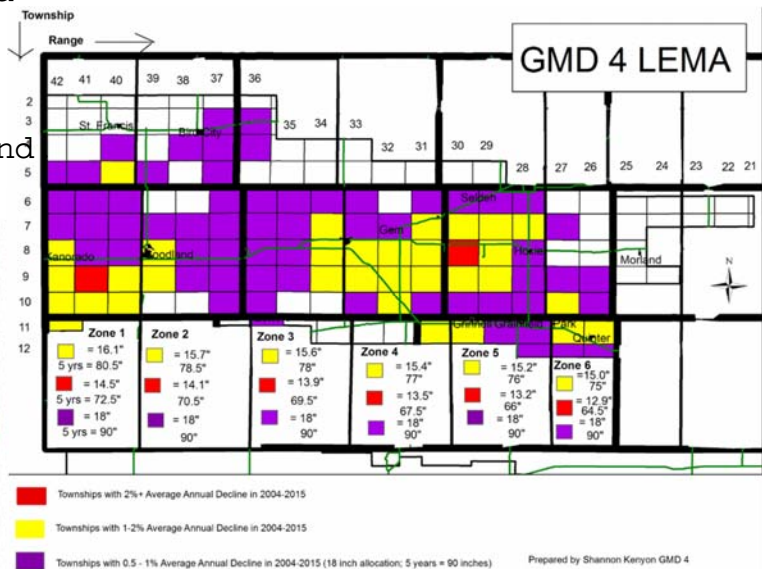 Township
Range
GMD 4 LEMA
42 41 40 39 38 37 36
35 34 33
32 31 30 29
28 27 26 25 24 23 22 21
2
3
St. Francis
Bird City
5
6
Selden
7
Gem
8
Kanorado
Goodland
Hoxie
Morland
N
9
10
11
Grinnell Grainfield Park
Quinter
12
Zone 1
= 16.1"
5 yrs = 80.5"
= 14.5"
5 yrs = 72.5"
= 18"
5 yrs = 90"
Zone 2
= 15.7"
78.5"
= 14.1"
70.5"
= 18"
90"
Zone 3
= 15.6"
78"
= 13.9"
69.5"
= 18"
90"
Zone 4
= 15.4"
77"
= 13.5"
67.5"
= 18"
90"
Zone 5
= 15.2"
76"
= 13.2"
66"
= 18"
90"
Zone 6
=15.0"
75"
= 12.9"
64.5"
= 18"
90"
Townships with 2%+ Average Annual Decline in 2004-2015
Townships with 1-2% Average Annual Decline in 2004-2015
Townships with 0.5 - 1% Average Annual Decline in 2004-2015 (18 inch allocation; 5 years = 90 inches)
Prepared by Shannon Kenyon GMD 4